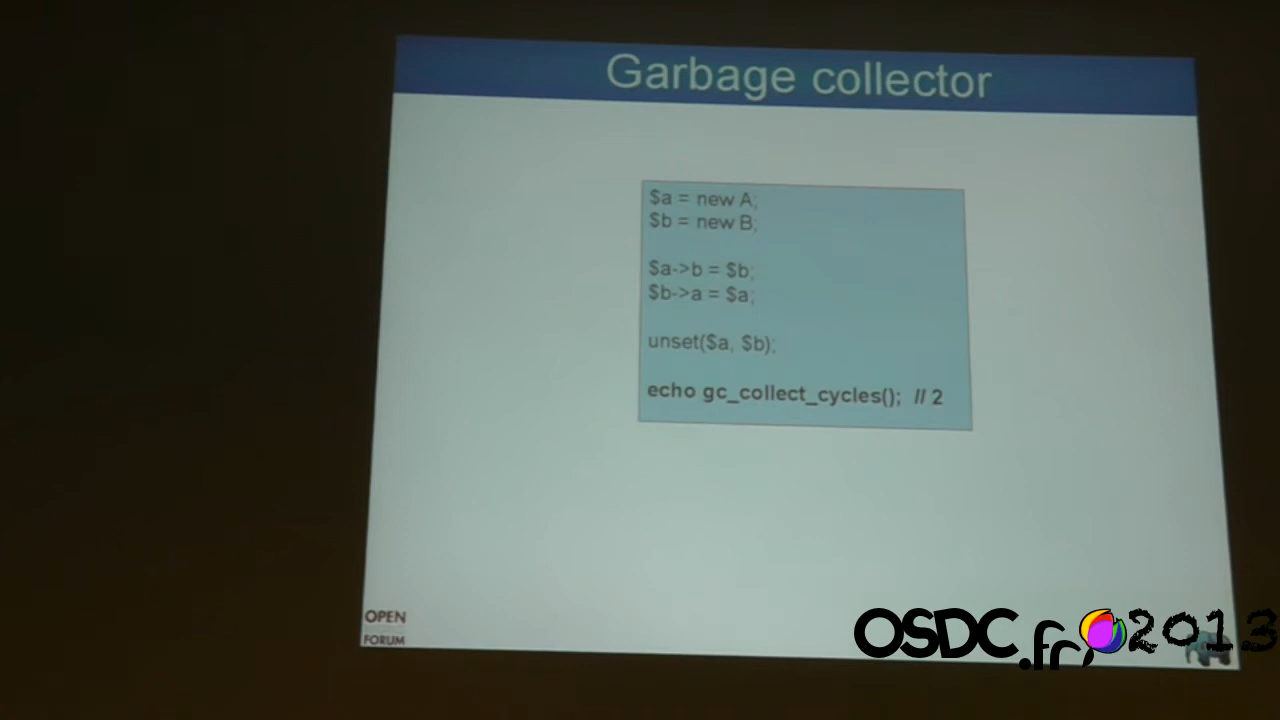 Garbage collector
$a = new A;
$b = new B;
$a->b = $b;
$b->a = $a;
unset($a, $b);
echo gc_collect_cycles(); // 2
OPEN
FORUM
OSDC.fr 2013